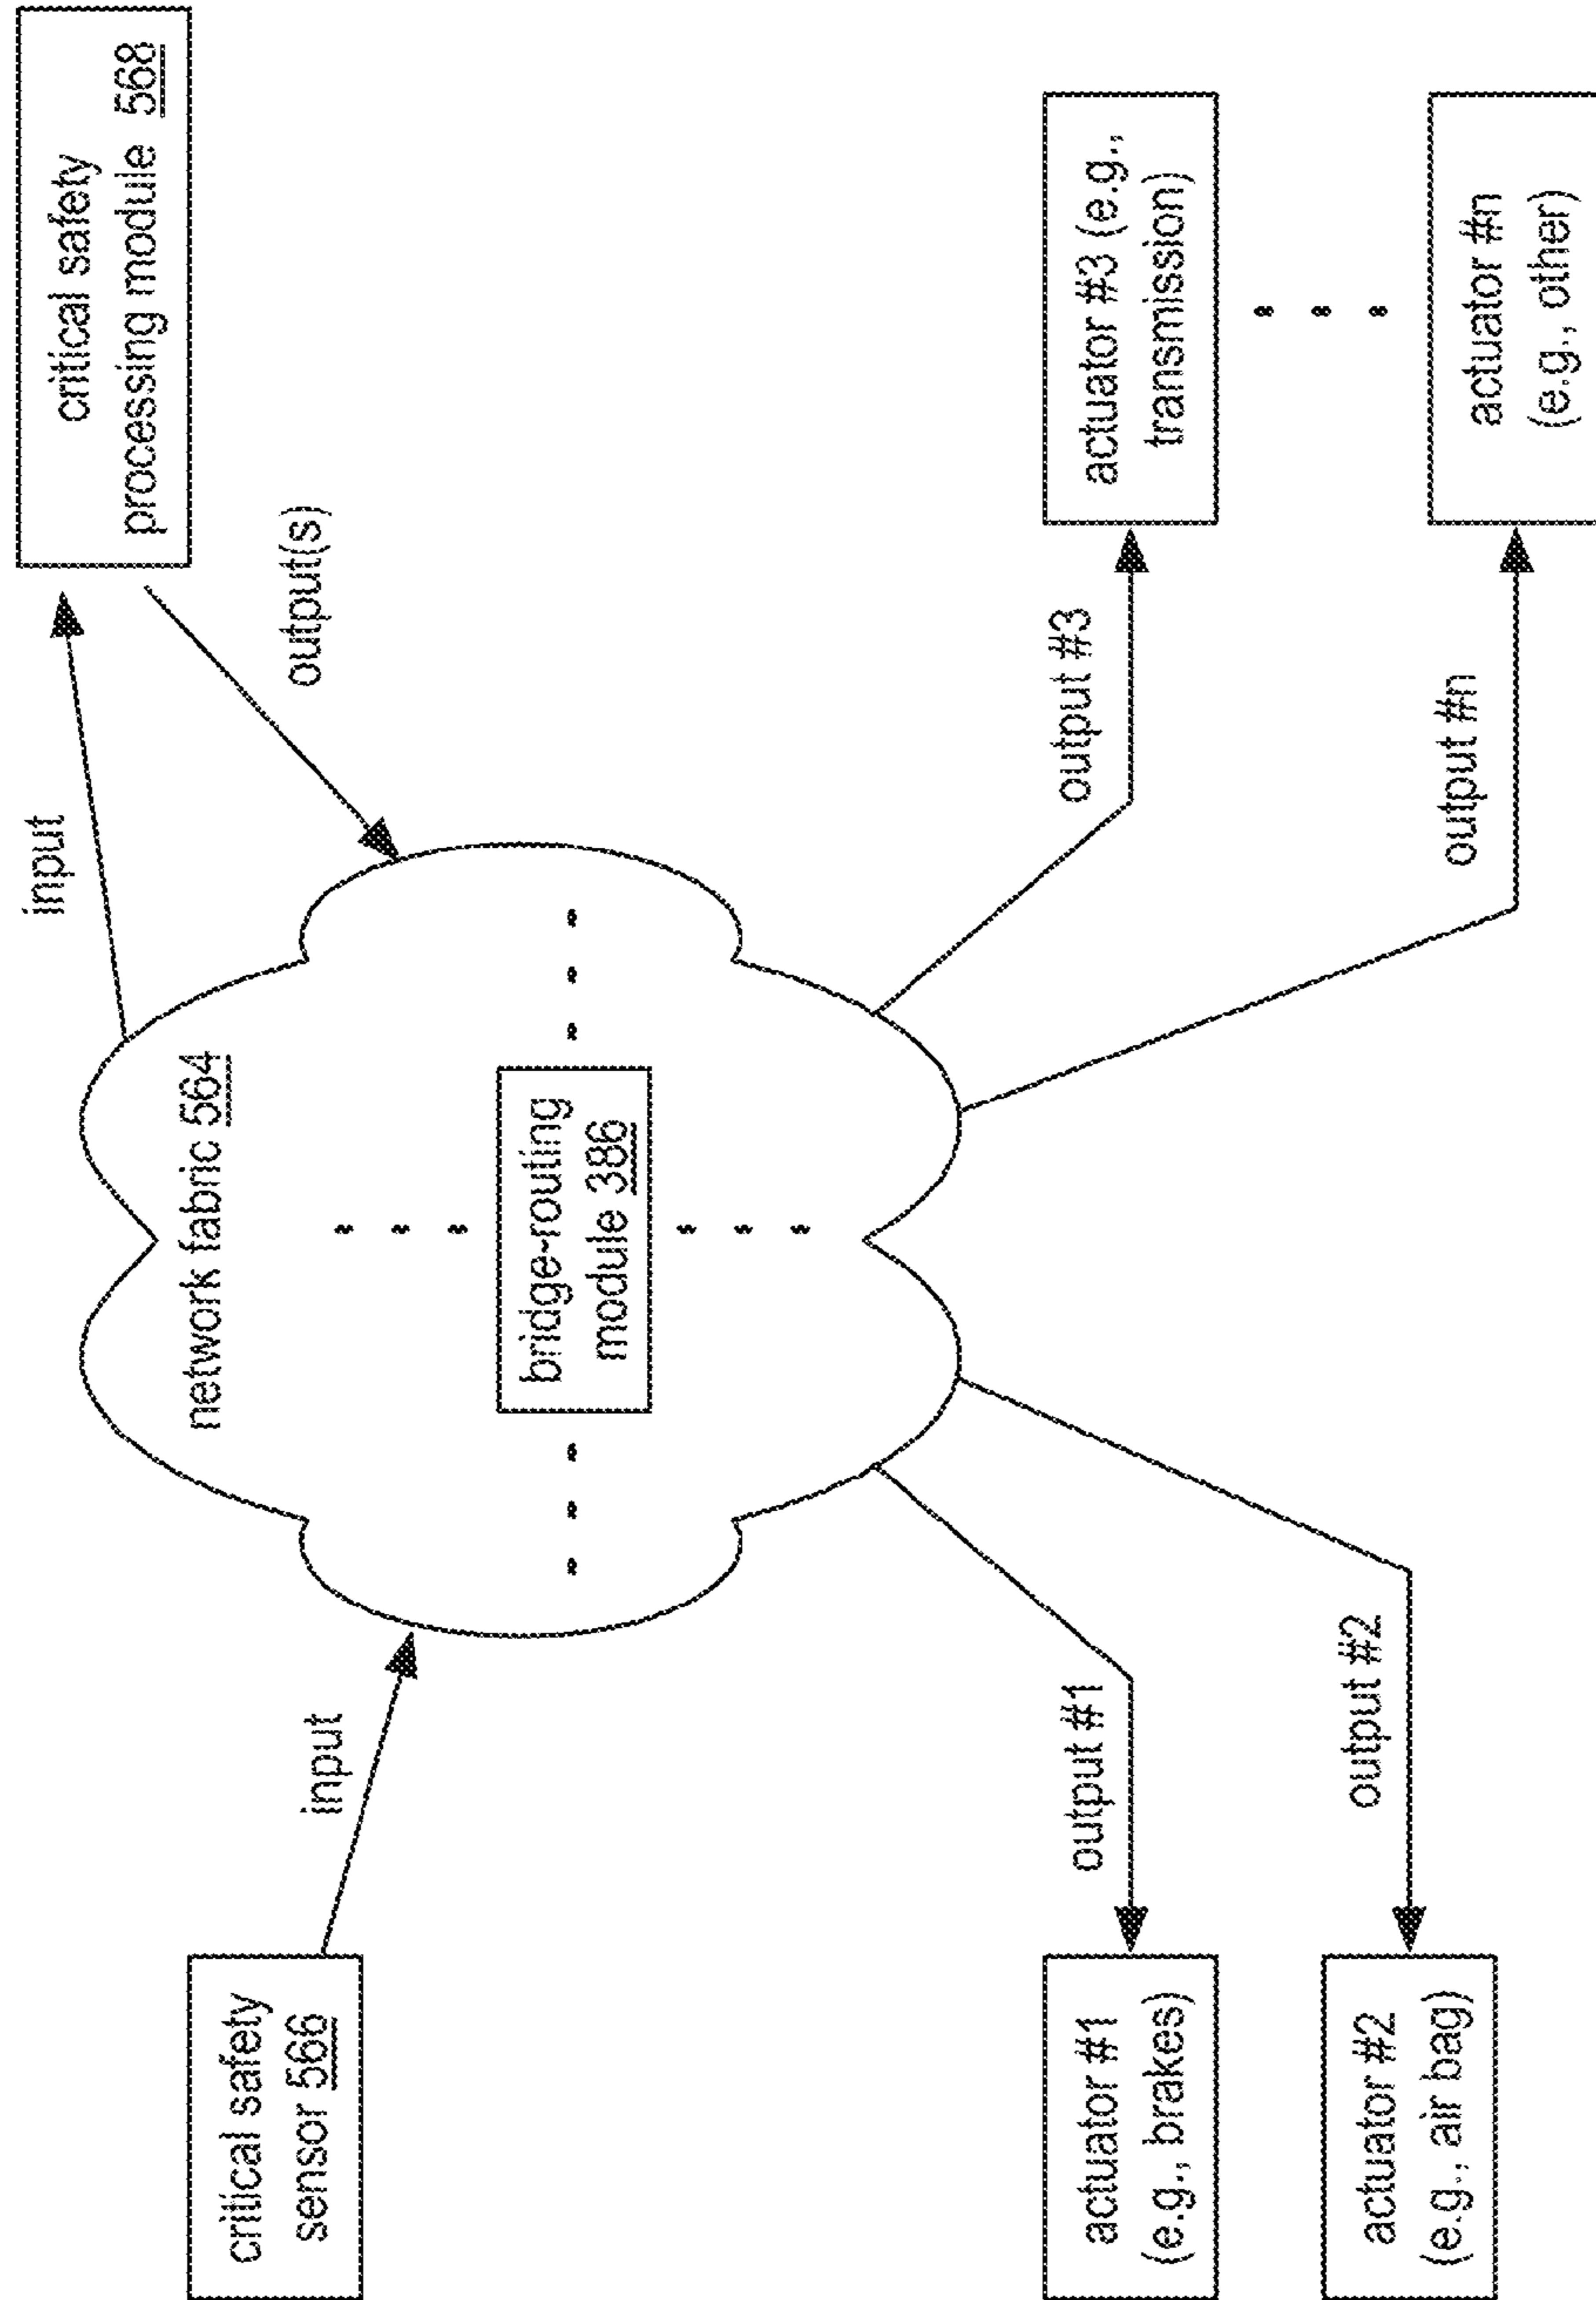 critical safety
processing module 568
input
output(s)
network fabric 564
critical safety
sensor 566
input
bridge-routing
module 386
output #1
actuator #1
(e.g., brakes)
output #2
actuator #2
(e.g., air bag)
output #3
actuator #3 (e.g.,
transmission)
output #n
actuator #n
(e.g., other)